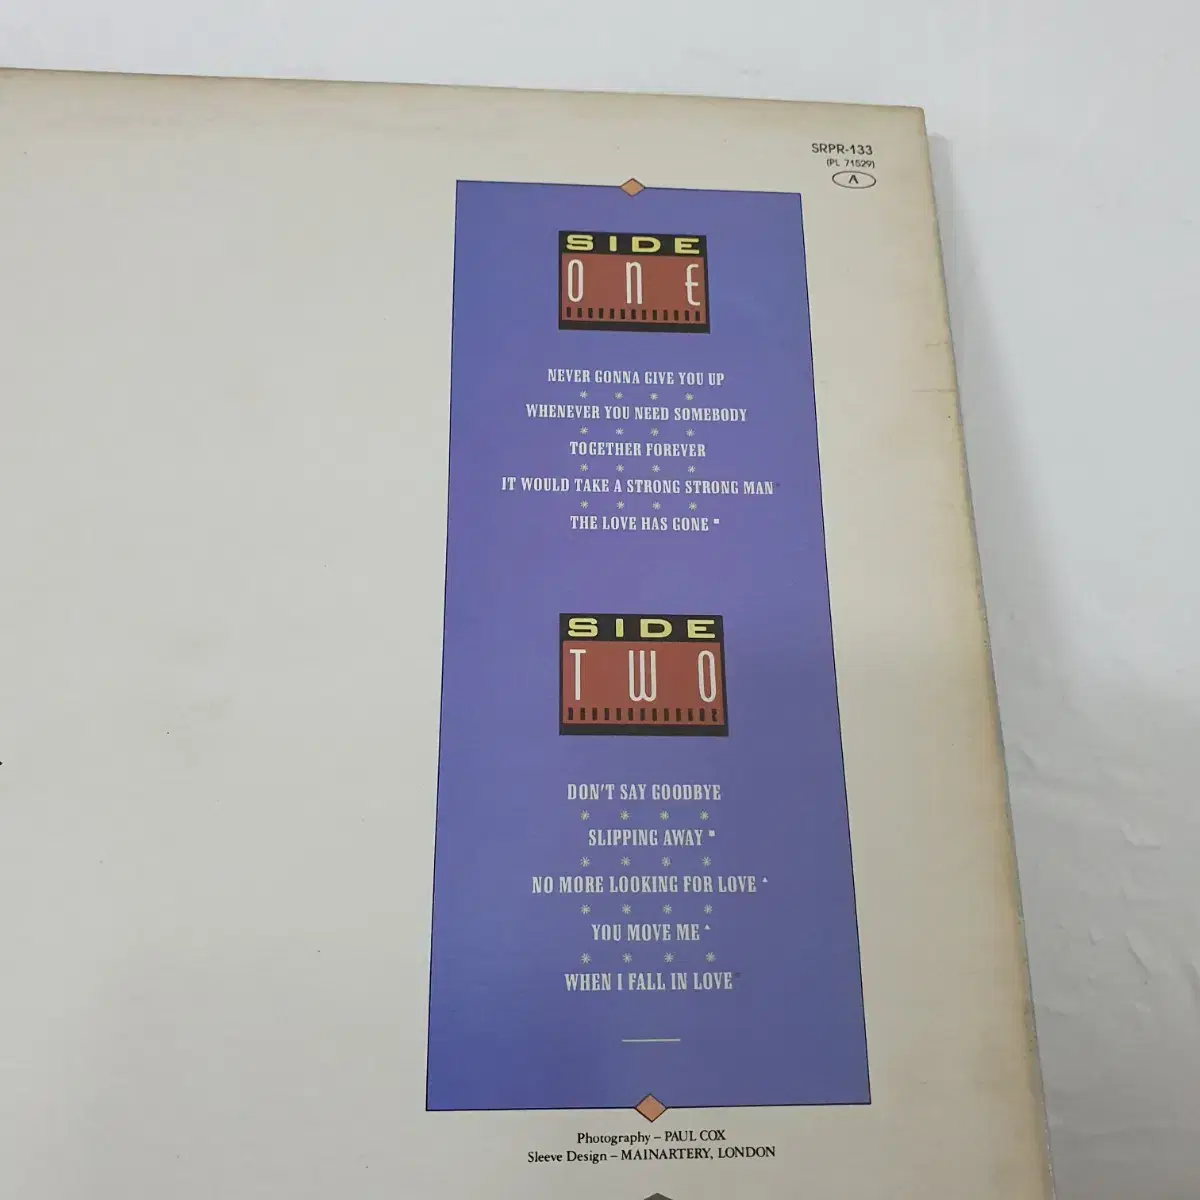 SRPR-133
(PL 71529)
A
SIDE
ONE
NEVER GONNA GIVE YOU UP
WHENEVER YOU NEED SOMEBODY
TOGETHER FOREVER
IT WOULD TAKE A STRONG STRONG MAN
THE LOVE HAS GONE
SIDE
TWO
DON'T SAY GOODBYE
SLIPPING AWAY
NO MORE LOOKING FOR LOVE
YOU MOVE ME
WHEN I FALL IN LOVE
Photography – PAUL COX
Sleeve Design – MAINARTERY, LONDON